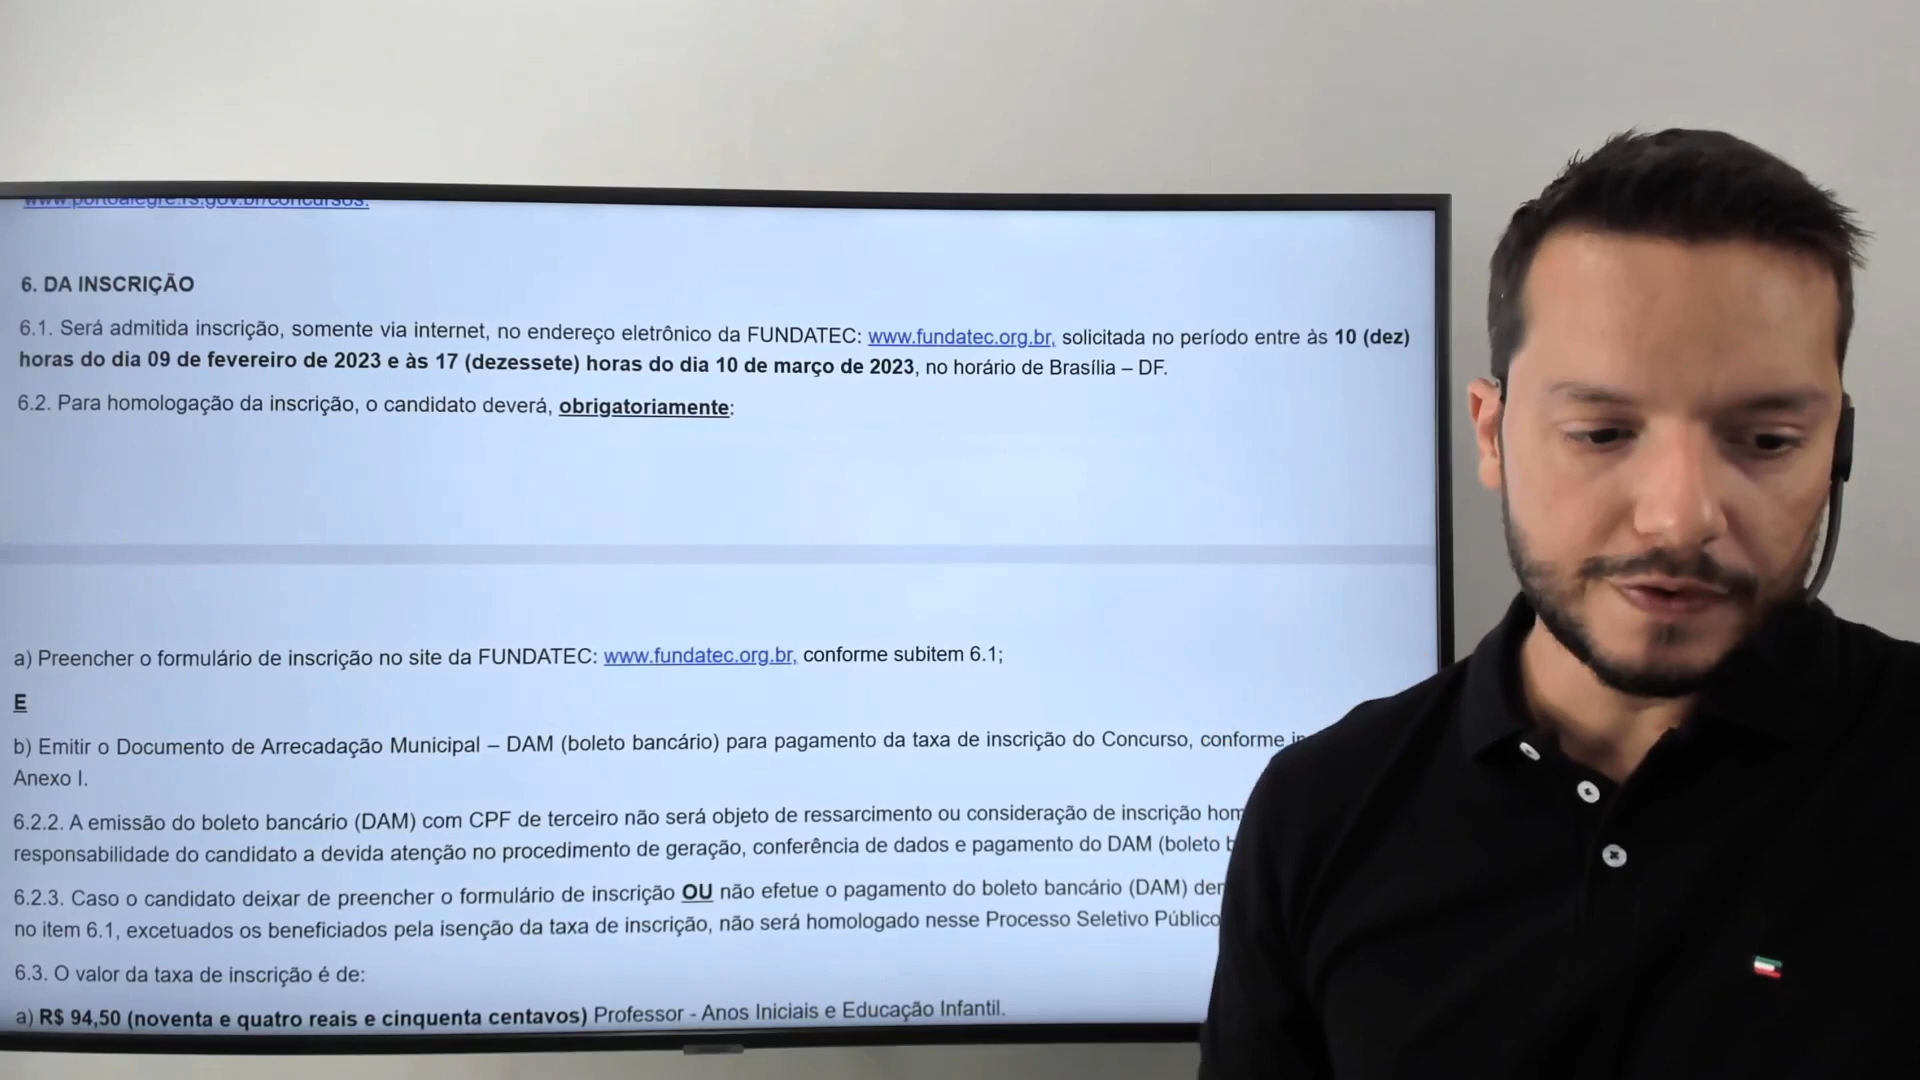 www.portoalegre.rs.gov.br/concursos.
6. DA INSCRIÇÃO
6.1. Será admitida inscrição, somente via internet, no endereço eletrônico da FUNDATEC: www.fundatec.org.br, solicitada no período entre às 10 (dez)
horas do dia 09 de fevereiro de 2023 e às 17 (dezessete) horas do dia 10 de março de 2023, no horário de Brasília – DF.
6.2. Para homologação da inscrição, o candidato deverá, obrigatoriamente:
a) Preencher o formulário de inscrição no site da FUNDATEC: www.fundatec.org.br, conforme subitem 6.1;
E
b) Emitir o Documento de Arrecadação Municipal – DAM (boleto bancário) para pagamento da taxa de inscrição do Concurso, conforme
Anexo I.
6.2.2. A emissão do boleto bancário (DAM) com CPF de terceiro não será objeto de ressarcimento ou consideração de inscrição hom
responsabilidade do candidato a devida atenção no procedimento de geração, conferência de dados e pagamento do DAM (boleto
6.2.3. Caso o candidato deixar de preencher o formulário de inscrição OU não efetue o pagamento do boleto bancário (DAM) den
no item 6.1, excetuados os beneficiados pela isenção da taxa de inscrição, não será homologado nesse Processo Seletivo Público
6.3. O valor da taxa de inscrição é de:
a) R$ 94,50 (noventa e quatro reais e cinquenta centavos) Professor - Anos Iniciais e Educação Infantil.